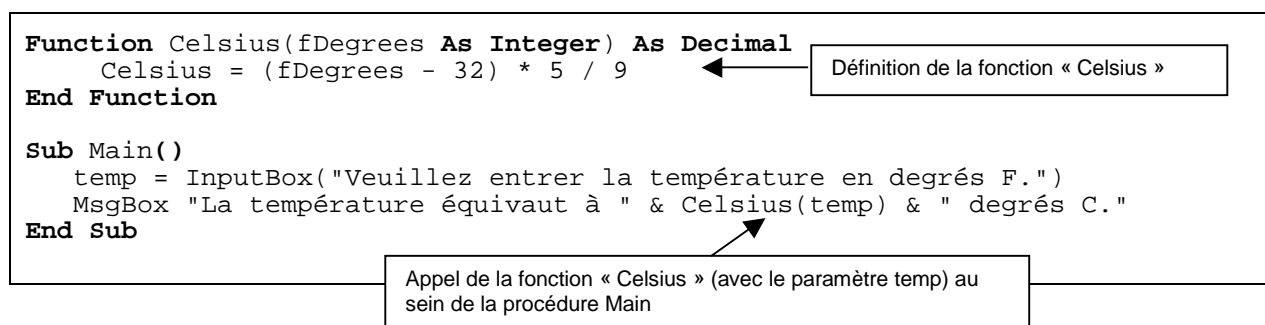 Function Celsius(fDegrees As Integer) As Decimal
Celsius = (fDegrees - 32) * 5 / 9
Définition de la fonction « Celsius »
End Function
Sub Main()
temp = InputBox("Veuillez entrer la température en degrés F.")
MsgBox "La température équivaut à " & Celsius(temp) & " degrés C."
End Sub
Appel de la fonction « Celsius » (avec le paramètre temp) au
sein de la procédure Main